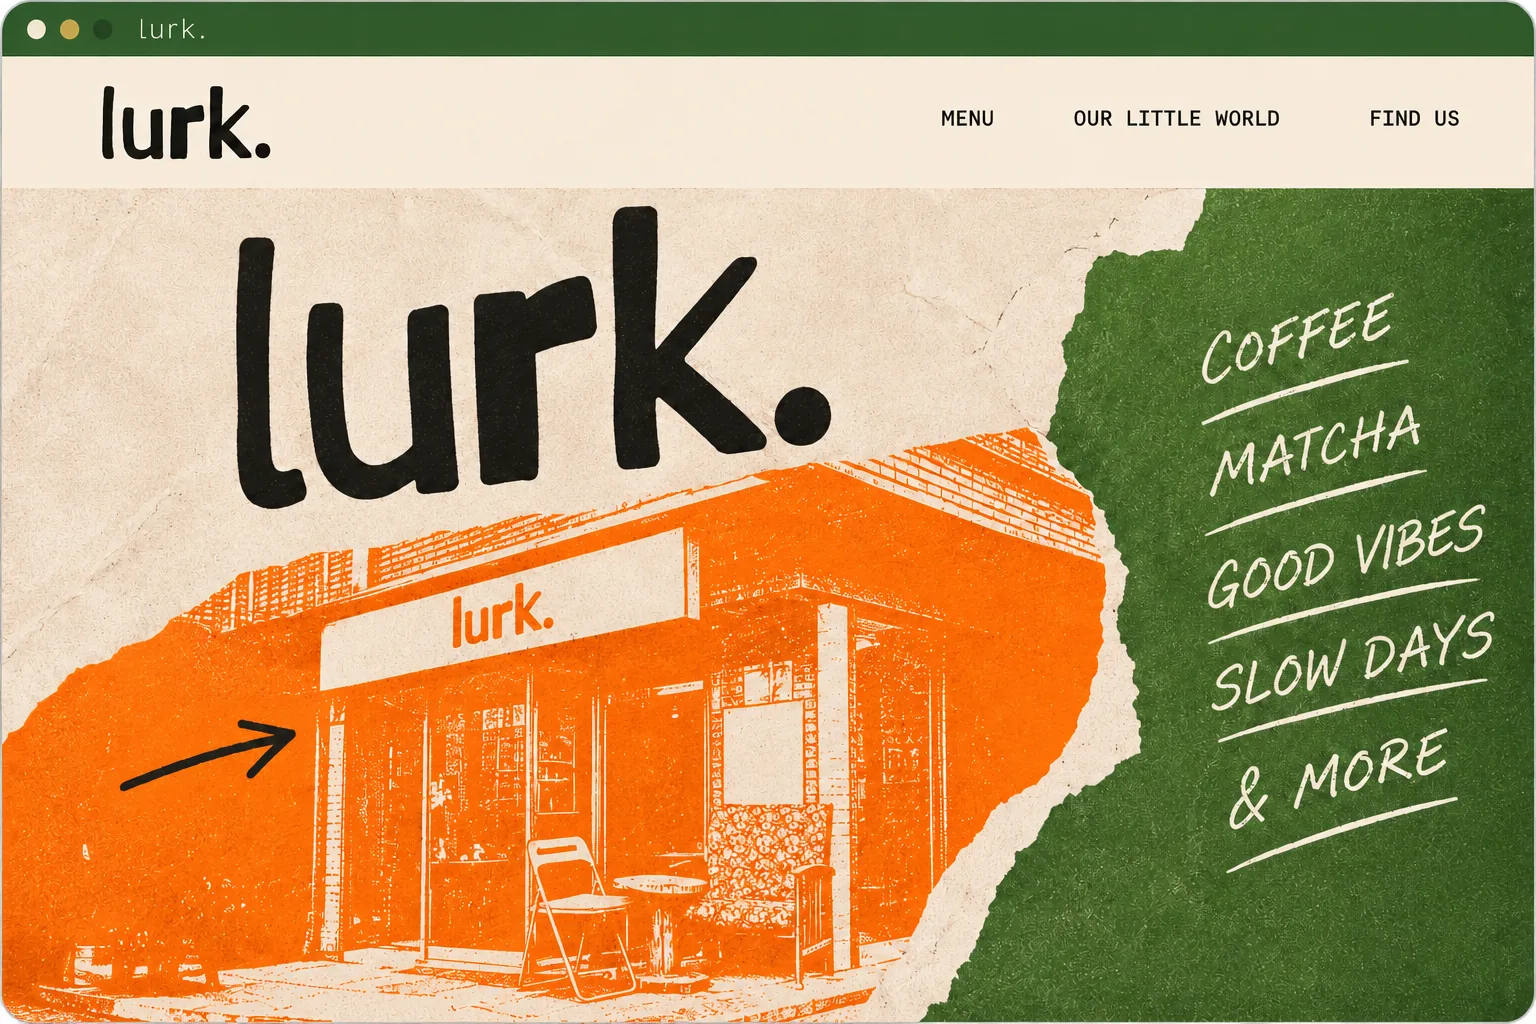 lurk.
lurk.
MENU
OUR LITTLE WORLD
FIND US
lurk.
lurk.
COFFEE
MATCHA
GOOD VIBES
SLOW DAYS
& MORE